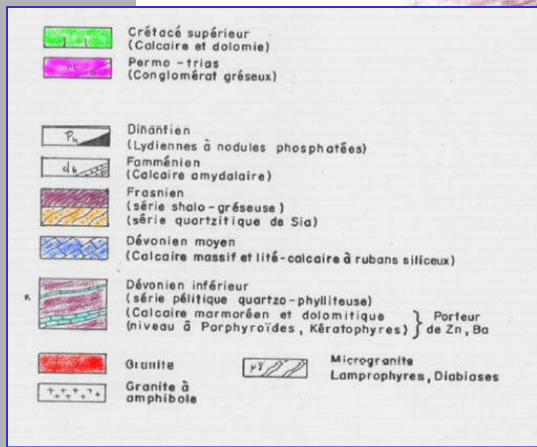 Crétacé supérieur
(Calcaire et dolomie)
Permo - trias
(Conglomérat gréseux)
Dinantien
(Lydiennes à nodules phosphatées)
Famménien
(Calcaire amydalaire)
Frasnien
(série shalo-gréseuse)
(série quartzitique de Sia)
Dévonien moyen
(Calcaire massif et lité-calcaire à rubans siliceux)
Dévonien inférieur
(série pélitique quartzo-phylliteuse)
(Calcaire marmoréen et dolomitique
(niveau à Porphyroïdes, Kératophyres)
Porteur
de Zn, Ba
Granite
Granite à
amphibole
Microgranite
Lamprophyres, Diabiases